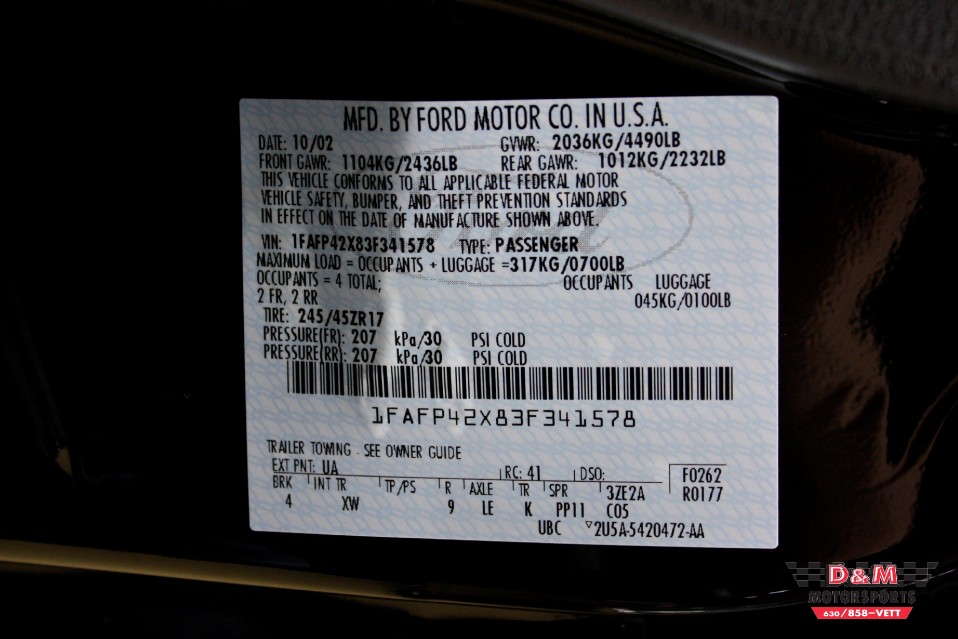 MFD. BY FORD MOTOR CO. IN U.S.A.
DATE: 10/02 GVWR: 2036KG/4490LB
FRONT GAWR: 1104KG/2436LB REAR GAWR: 1012KG/2232LB
THIS VEHICLE CONFORMS TO ALL APPLICABLE FEDERAL MOTOR
VEHICLE SAFETY, BUMPER, AND THEFT PREVENTION STANDARDS
IN EFFECT ON THE DATE OF MANUFACTURE SHOWN ABOVE.
VIN: 1FAFP42X83F341578 TYPE: PASSENGER
MAXIMUM LOAD = OCCUPANTS + LUGGAGE =317KG/0700LB
OCCUPANTS = 4 TOTAL; OCCUPANTS LUGGAGE
2 FR, 2 RR 045KG/0100LB
TIRE: 245/45ZR17
PRESSURE(FR): 207 kPa/30 PSI COLD
PRESSURE(RR): 207 kPa/30 PSI COLD
1FAFP42X83F341578
TRAILER TOWING - SEE OWNER GUIDE
EXT PNT: UA RC: 41 DSO: F0262
BRK INT TR TP/PS R AXLE TR SPR 3ZE2A R0177
4 XW 9 LE K PP11 C05
UBC ▽2U5A-5420472-AA
D&M
MOTORSPORTS
630/858-VETT